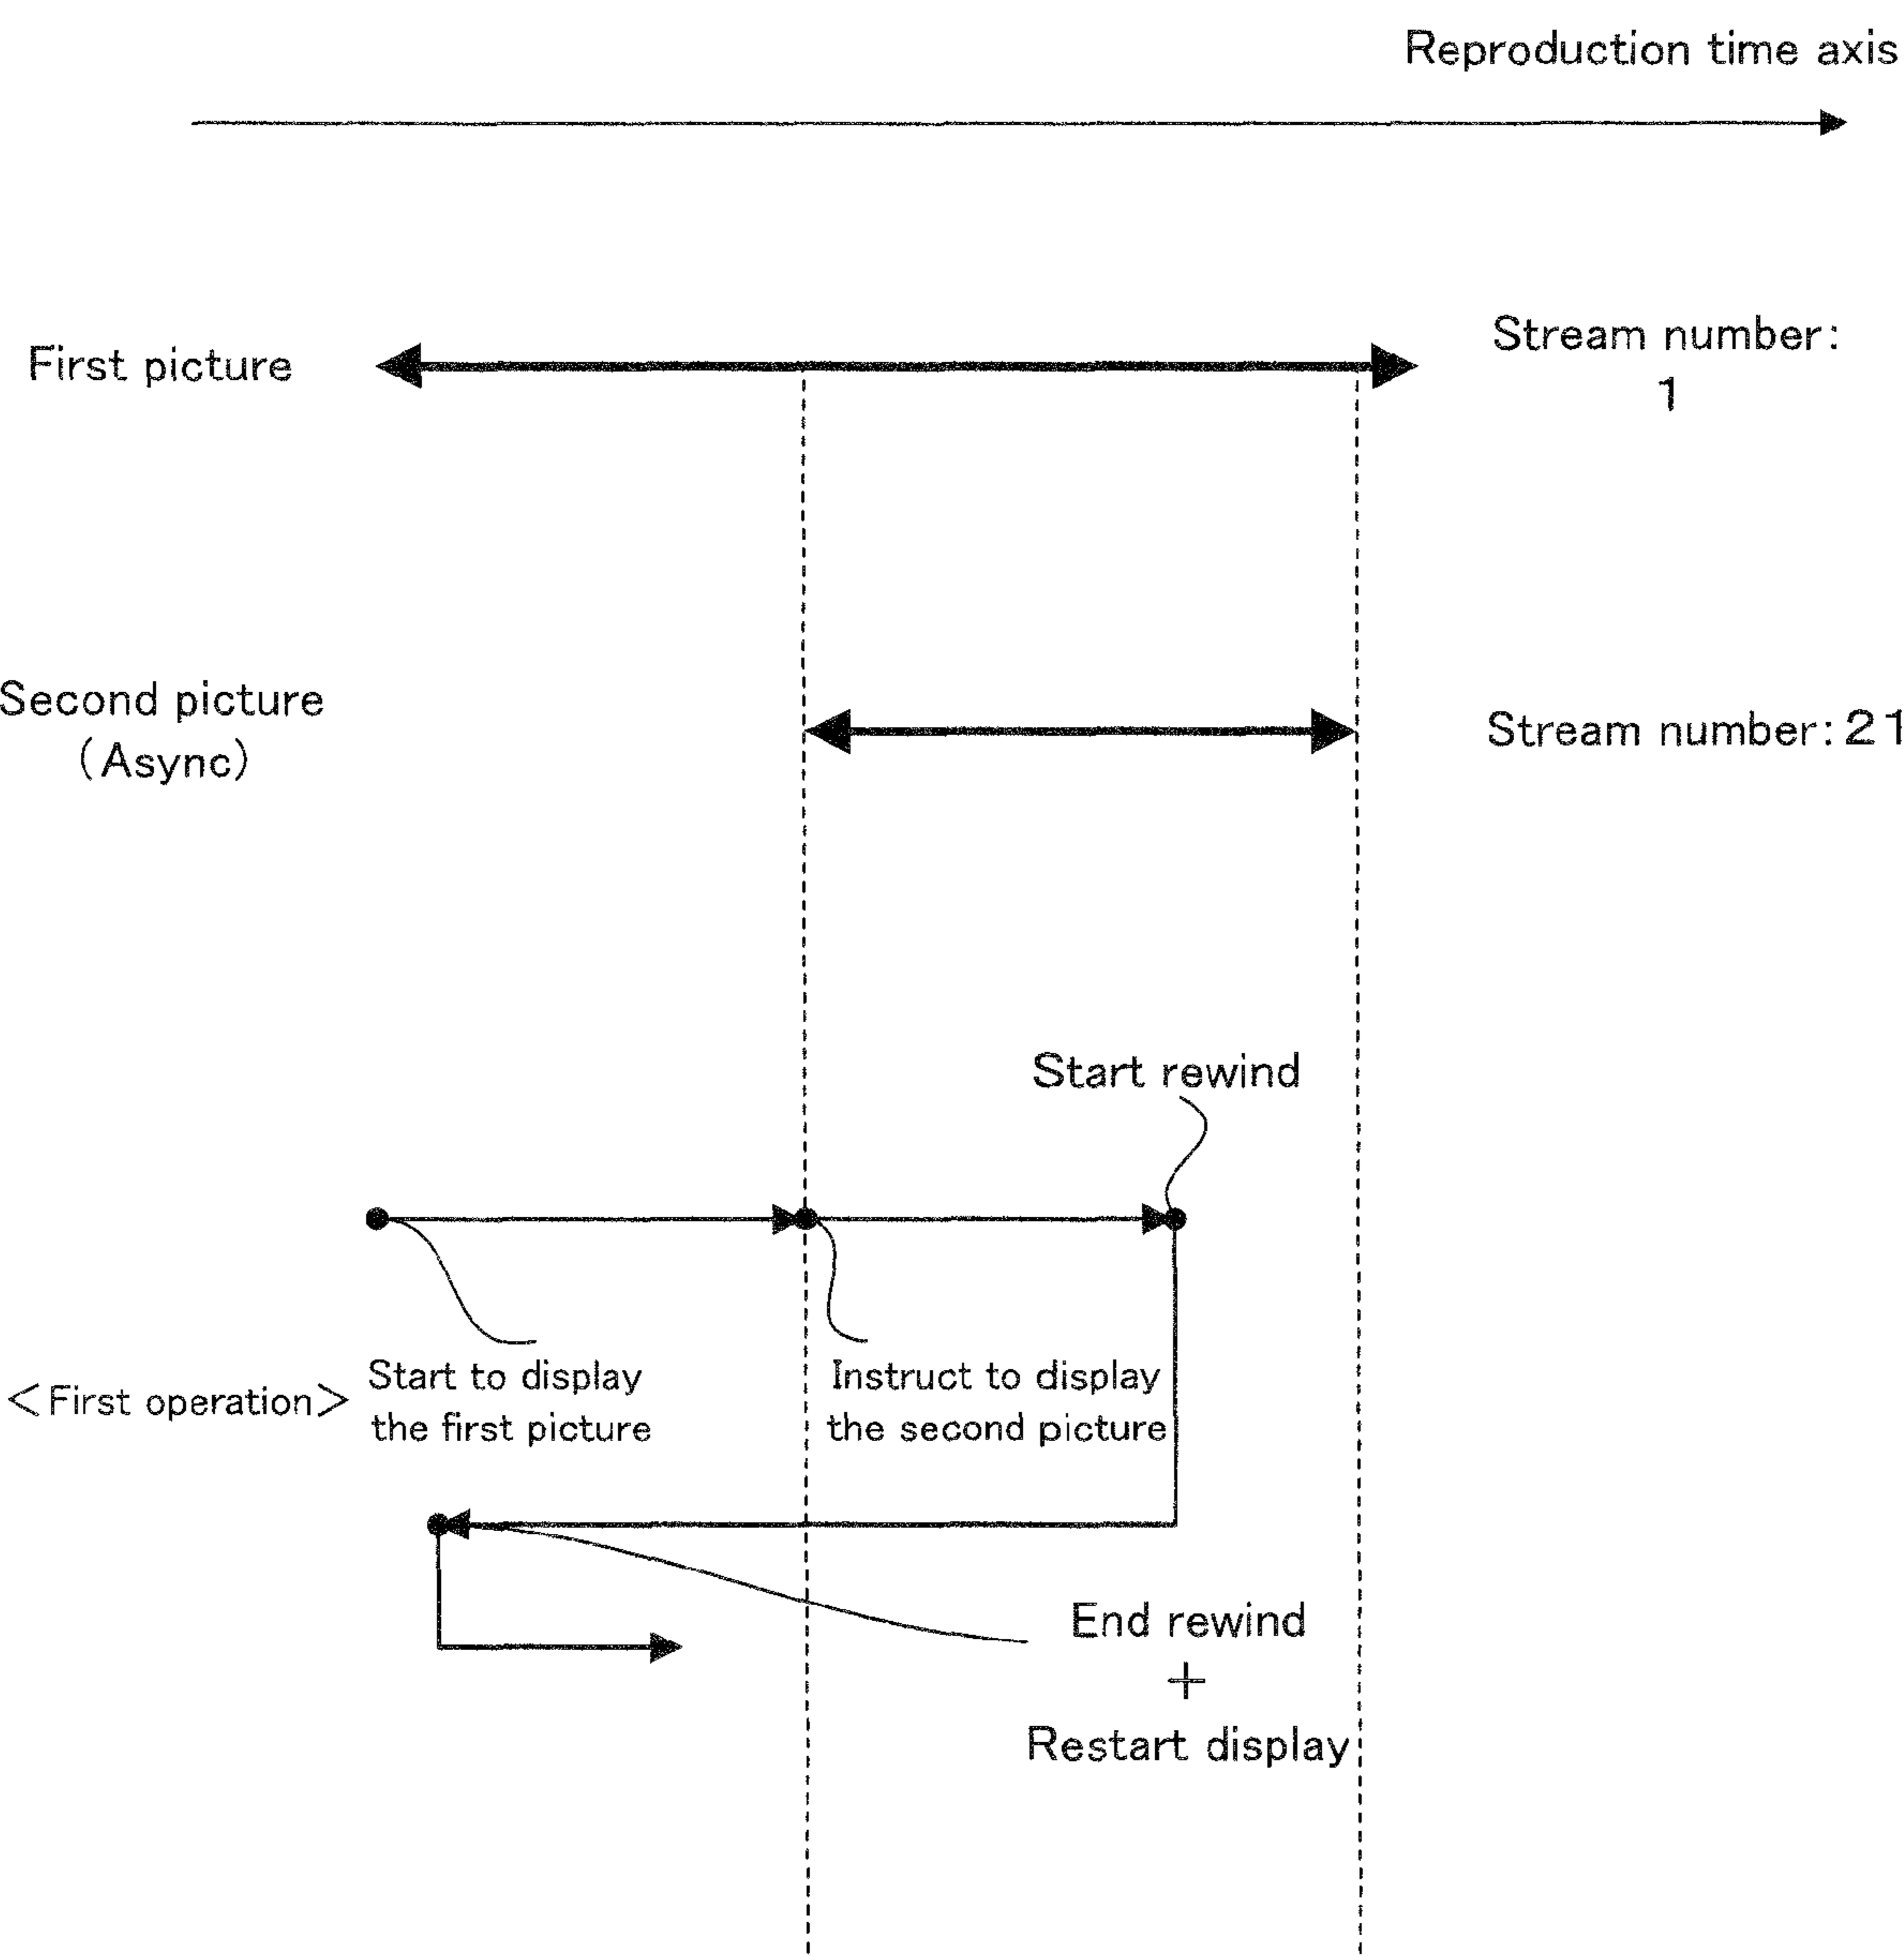 Reproduction time axis
First picture
Stream number:
1
Second picture
(Async)
Stream number:21
Start rewind
<First operation>
Start to display
the first picture
Instruct to display
the second picture
End rewind
+
Restart display